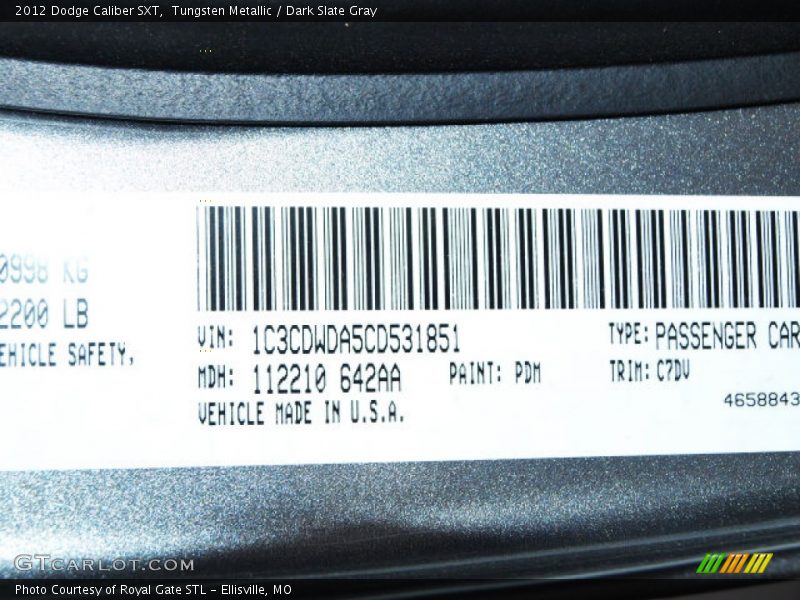 2012 Dodge Caliber SXT, Tungsten Metallic / Dark Slate Gray
0998 KG
2200 LB
EHICLE SAFETY,
VIN: 1C3CDWDA5CD531851 TYPE: PASSENGER CAR
MDH: 112210 642AA PAINT: PDM TRIM: C7DV
VEHICLE MADE IN U.S.A. 4658843
GTCARLOT.COM
Photo Courtesy of Royal Gate STL - Ellisville, MO